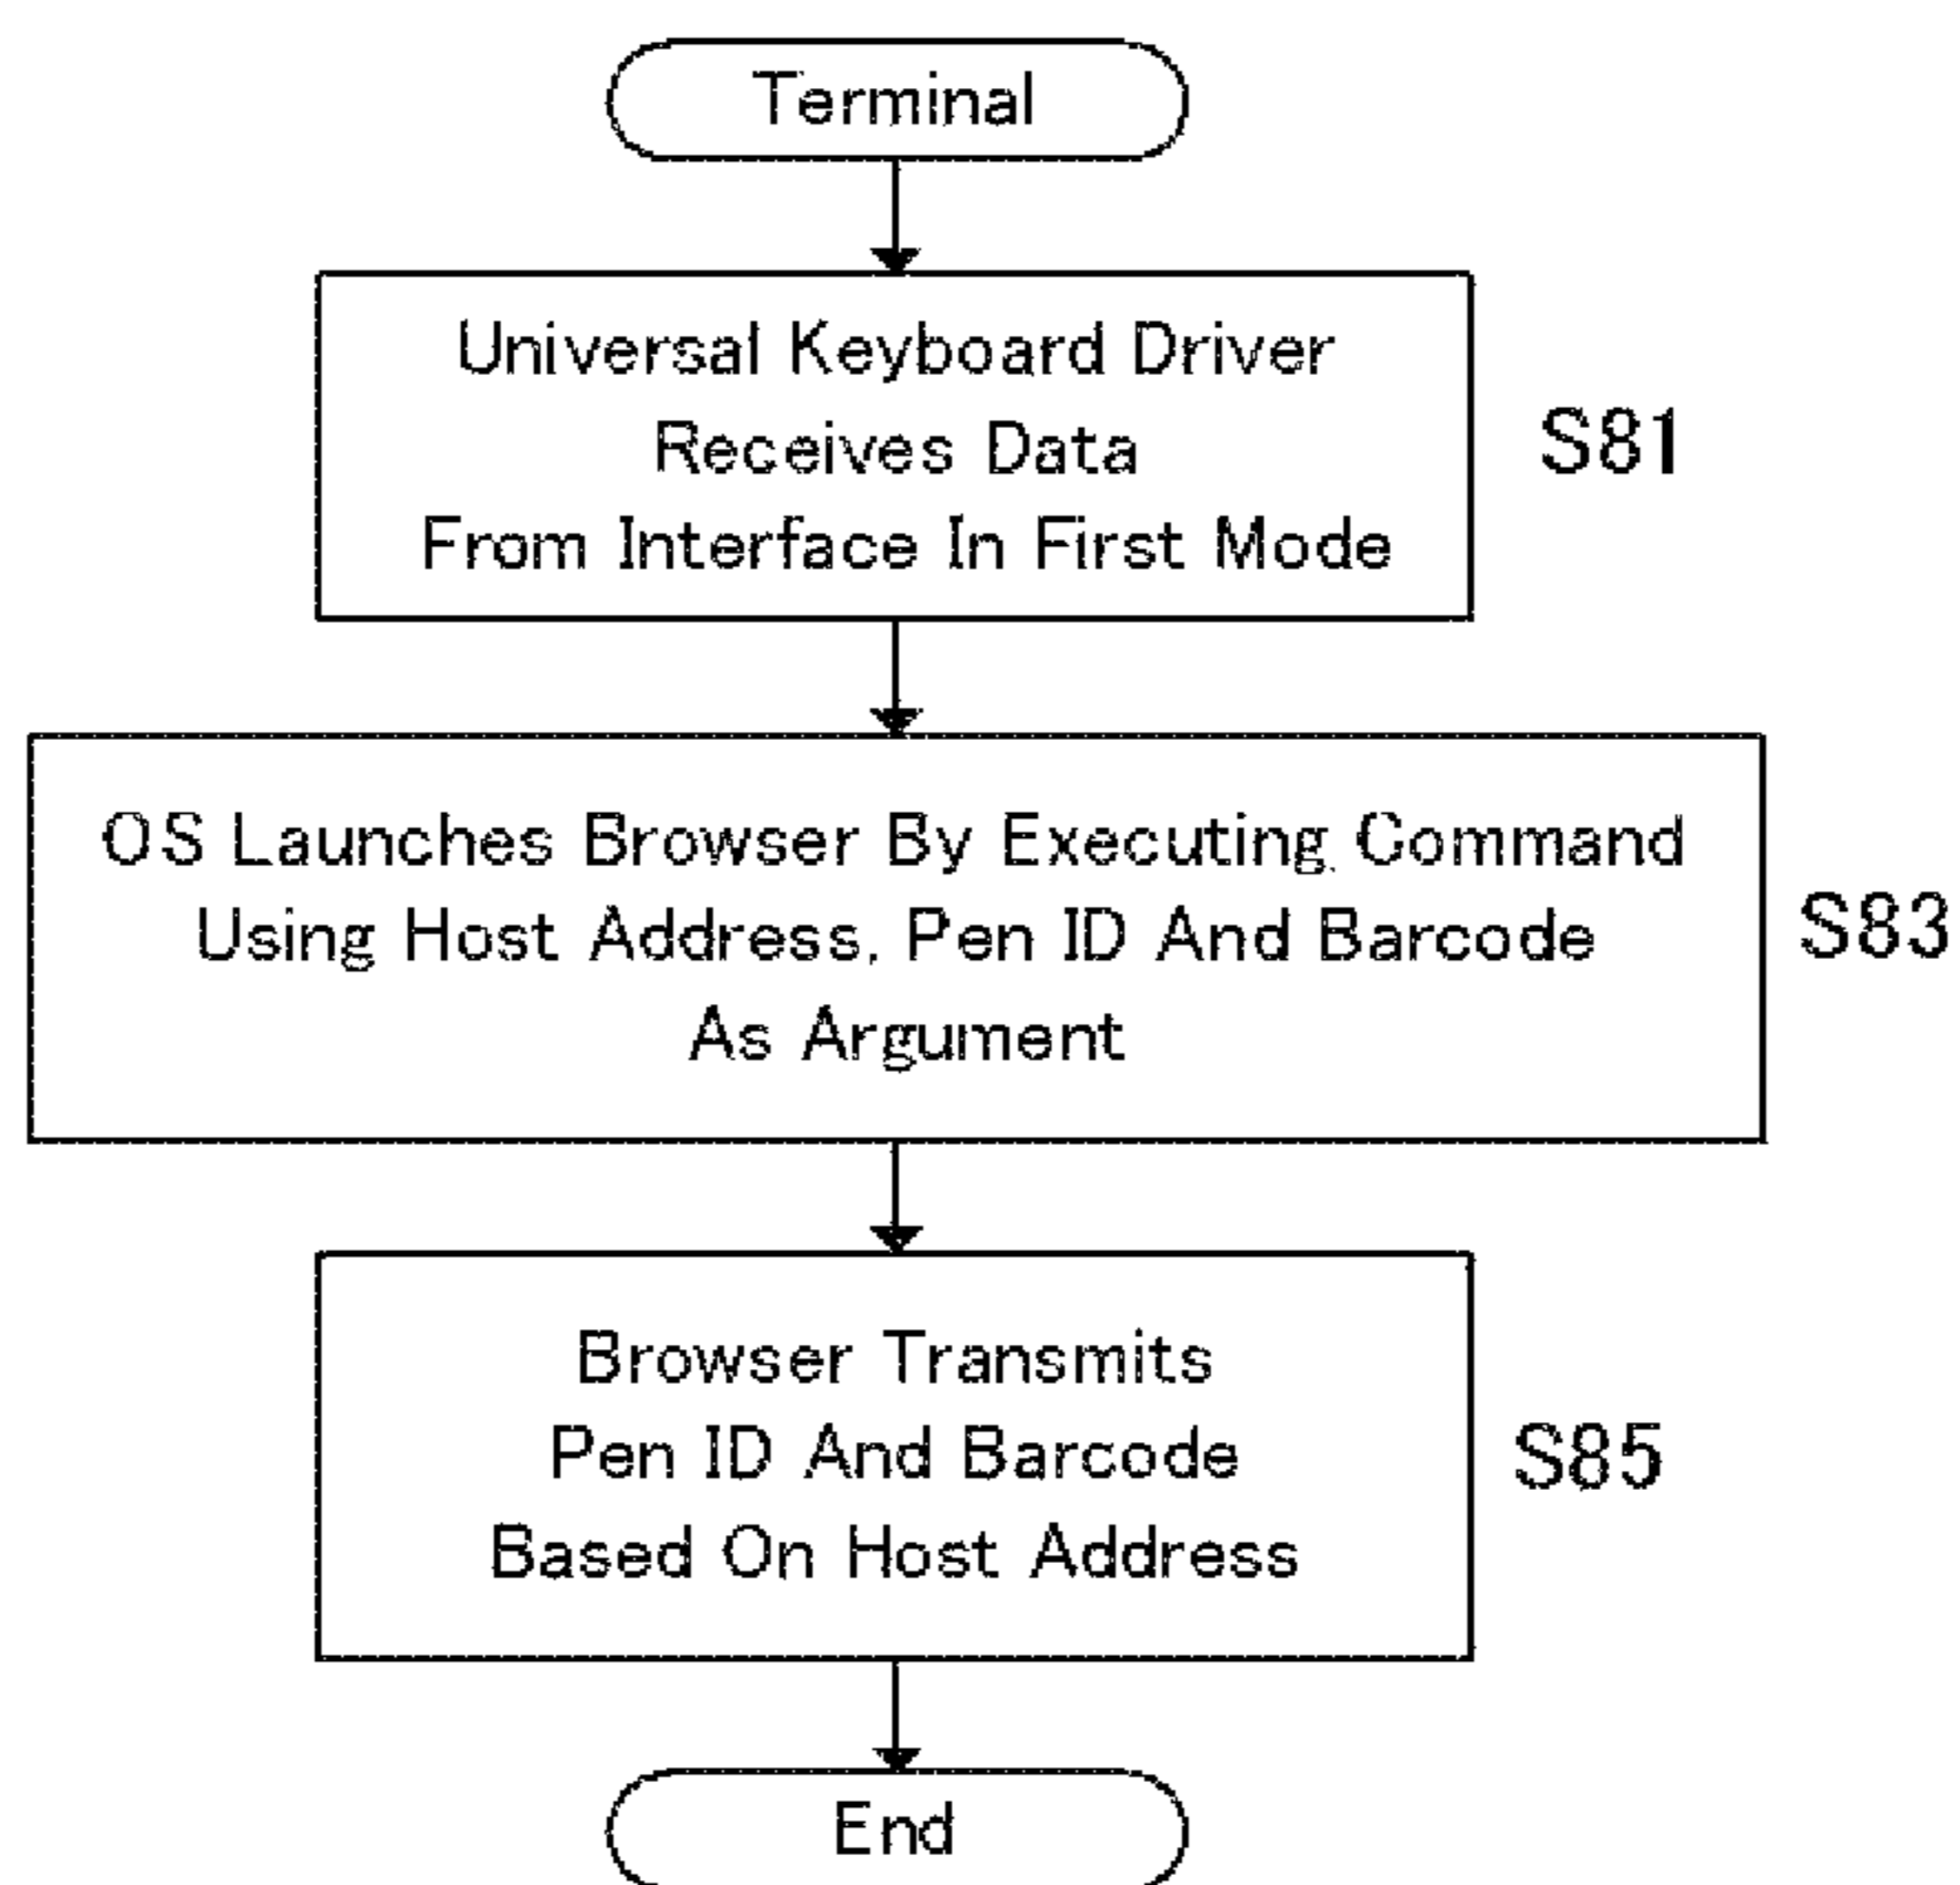 Terminal
Universal Keyboard Driver
Receives Data
From Interface In First Mode
S81
OS Launches Browser By Executing Command
Using Host Address, Pen ID And Barcode
As Argument
S83
Browser Transmits
Pen ID And Barcode
Based On Host Address
S85
End